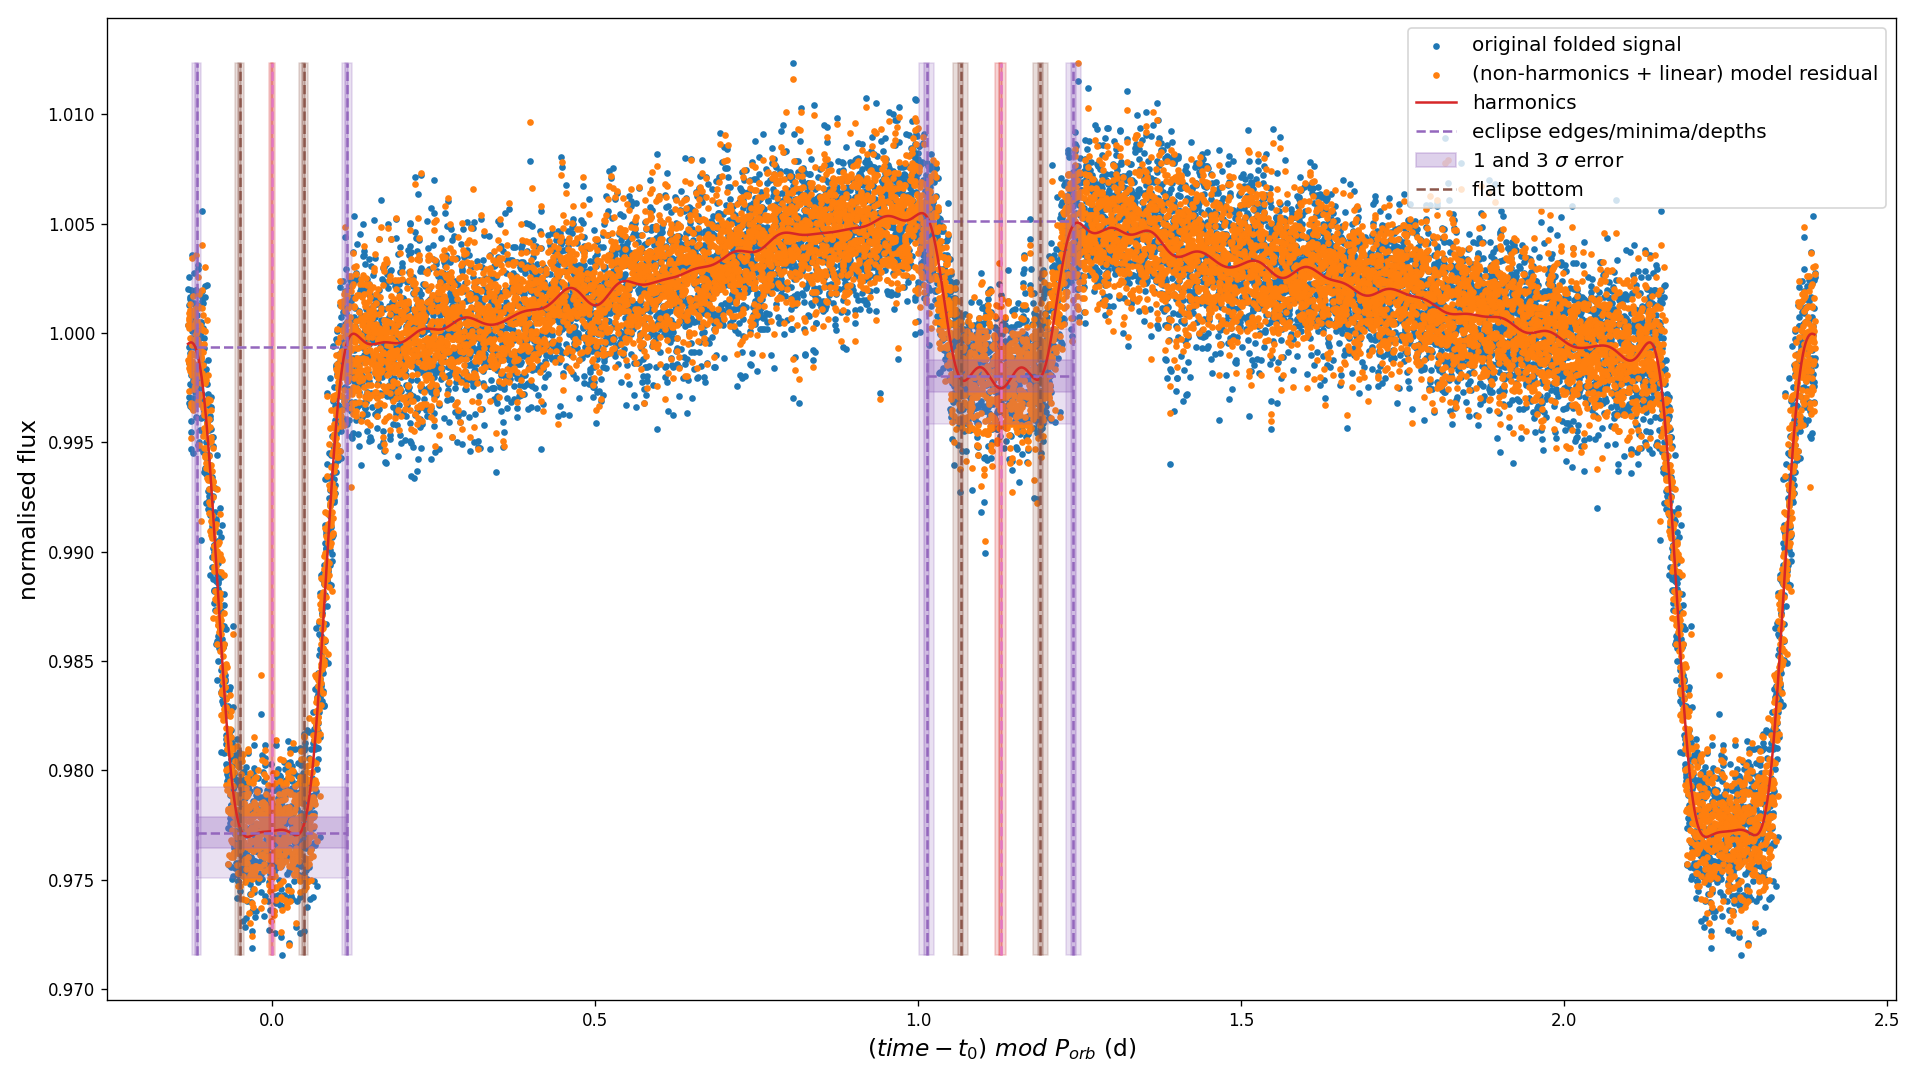 original folded signal
(non-harmonics + linear) model residual
harmonics
eclipse edges/minima/depths
1 and 3 σ error
flat bottom
normalised flux
1.010
1.005
1.000
0.995
0.990
0.985
0.980
0.975
0.970
0.0 0.5 1.0 1.5 2.0 2.5
(time − t₀) mod Pₒᵣb (d)